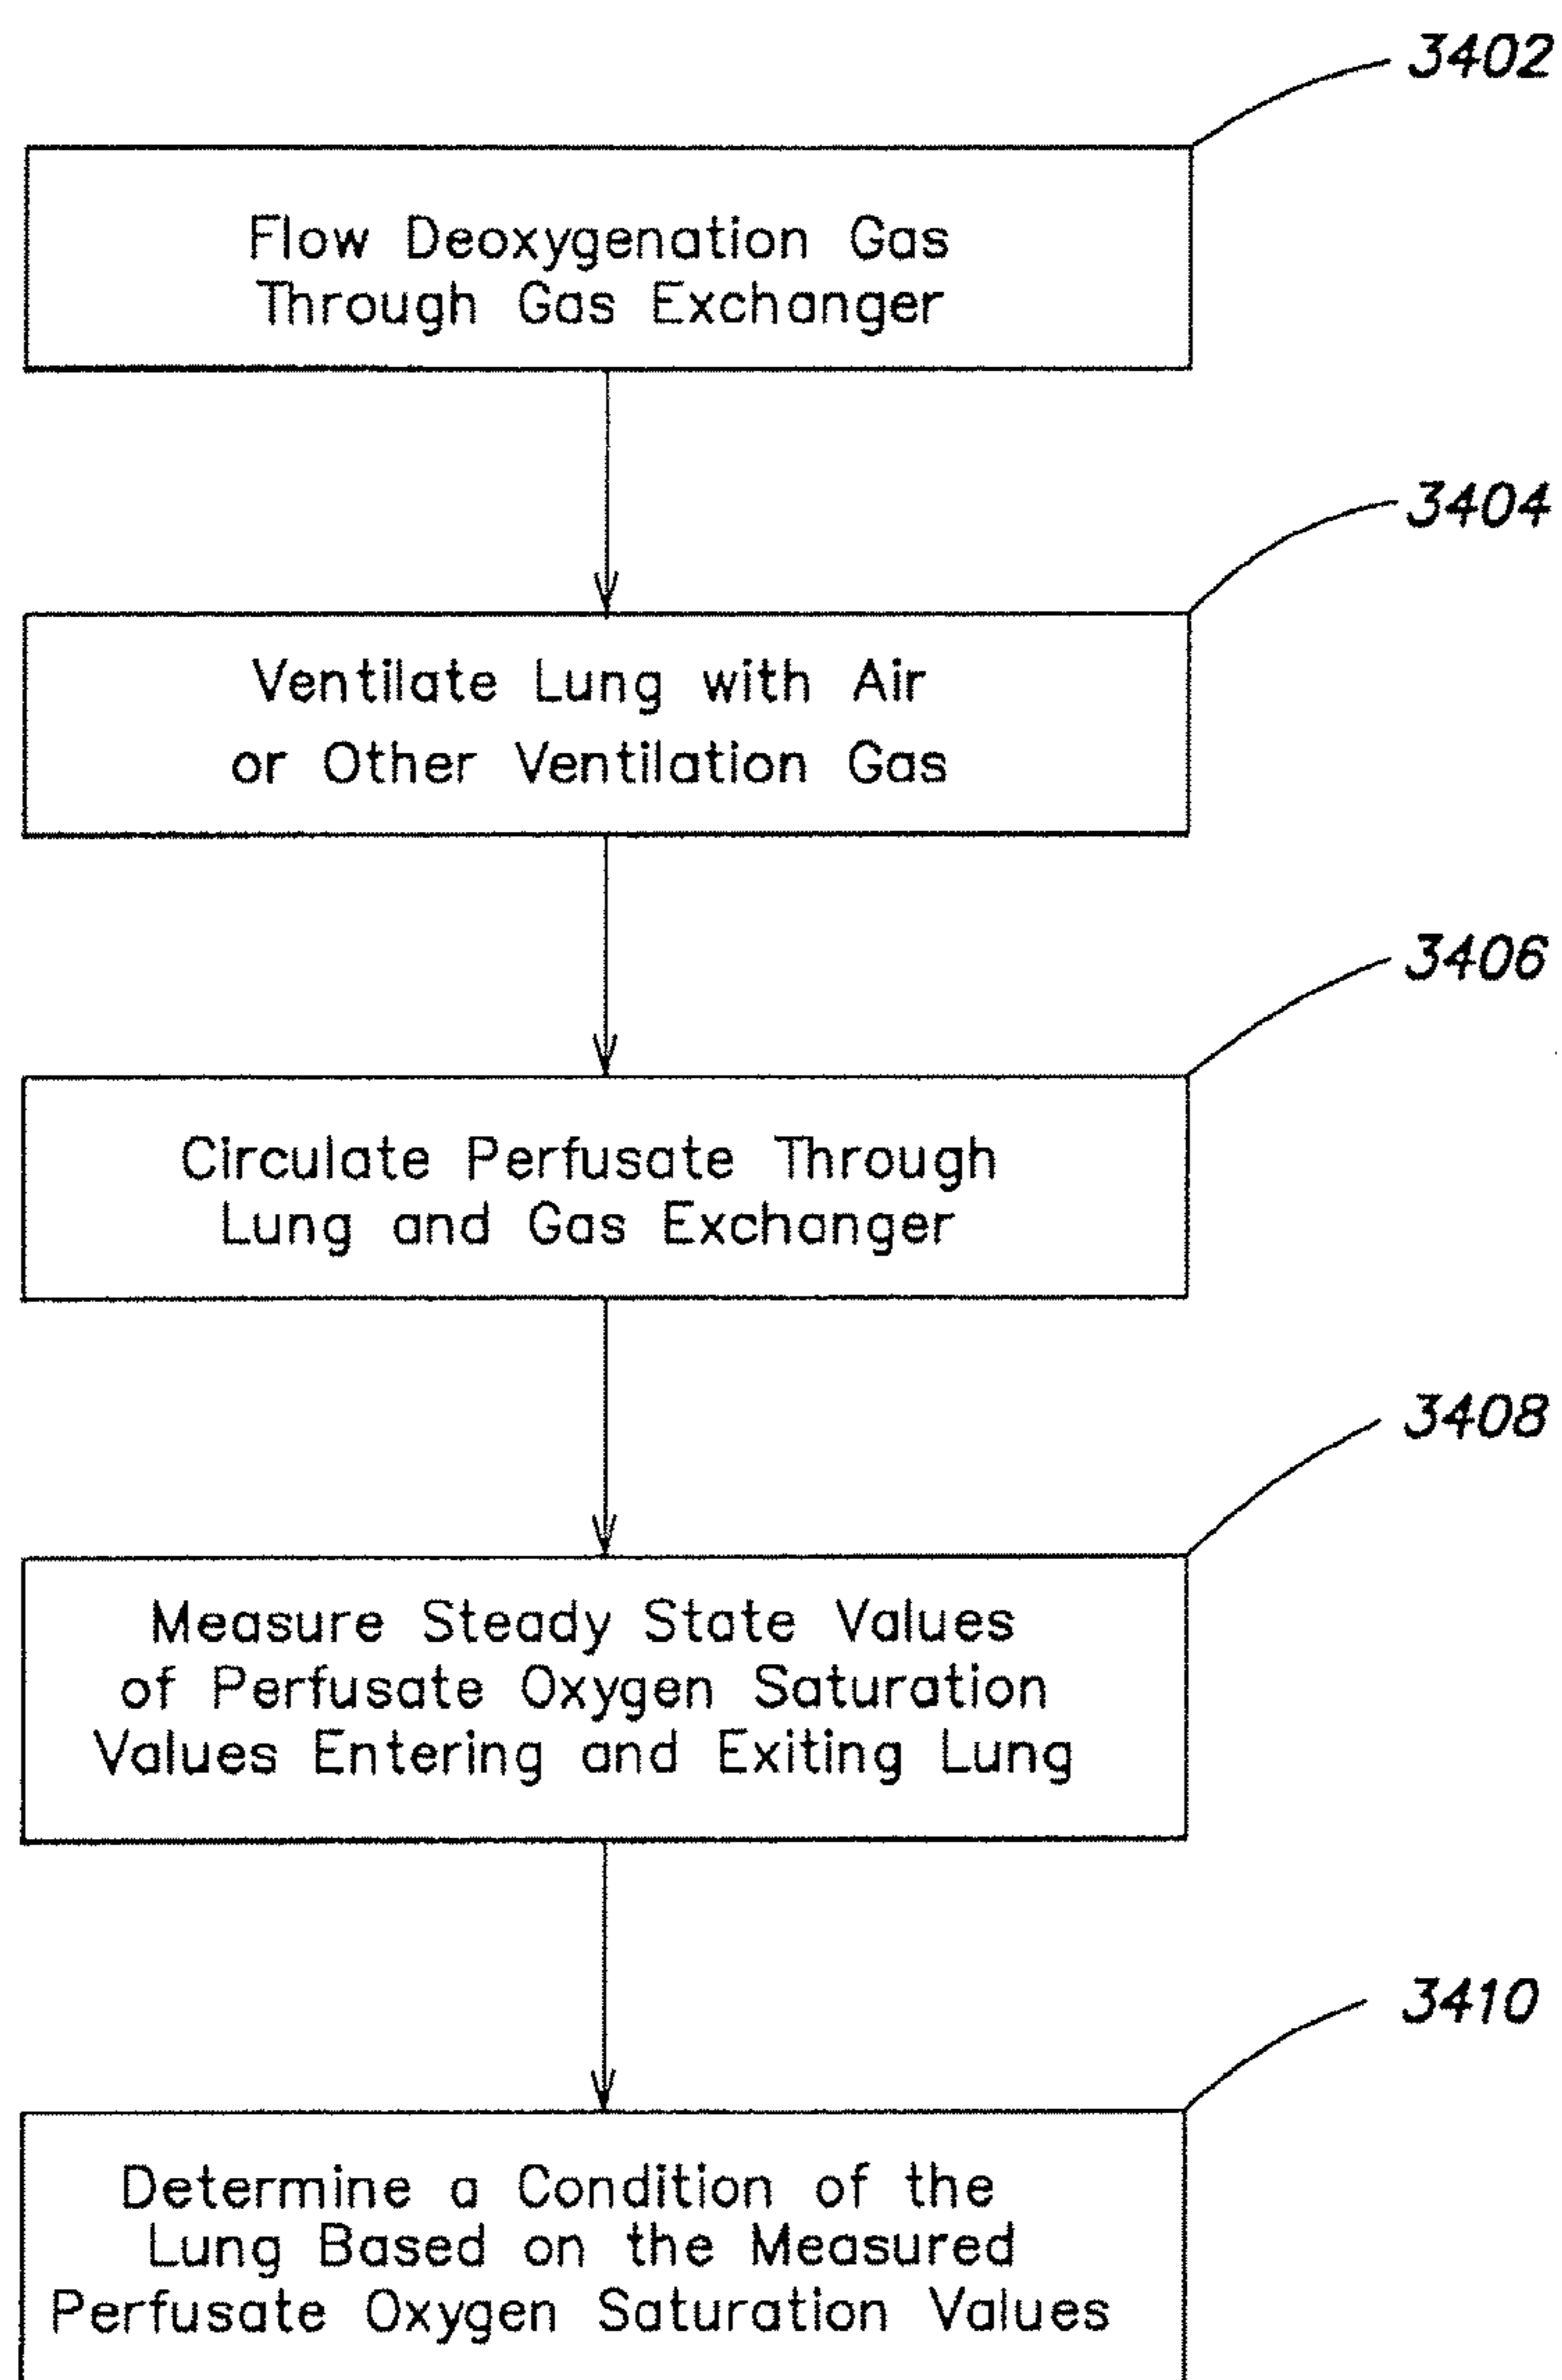 3402
Flow Deoxygenation Gas
Through Gas Exchanger
3404
Ventilate Lung with Air
or Other Ventilation Gas
3406
Circulate Perfusate Through
Lung and Gas Exchanger
3408
Measure Steady State Values
of Perfusate Oxygen Saturation
Values Entering and Exiting Lung
3410
Determine a Condition of the
Lung Based on the Measured
Perfusate Oxygen Saturation Values